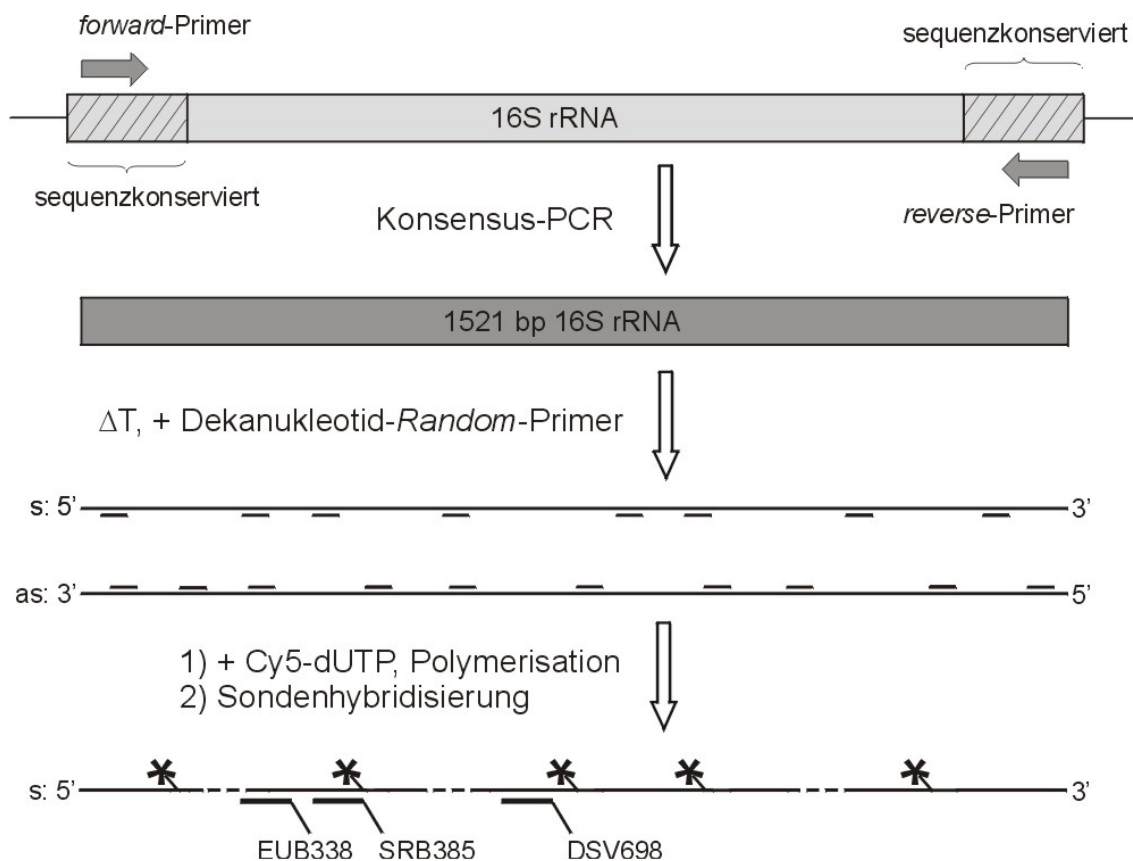 forward-Primer
sequenzkonserviert
16S rRNA
sequenzkonserviert
reverse-Primer
Konsensus-PCR
1521 bp 16S rRNA
ΔT, + Dekanukleotid-Random-Primer
s: 5’ 3’
as: 3’ 5’
1) + Cy5-dUTP, Polymerisation
2) Sondenhybridisierung
s: 5’ 3’
EUB338 SRB385 DSV698